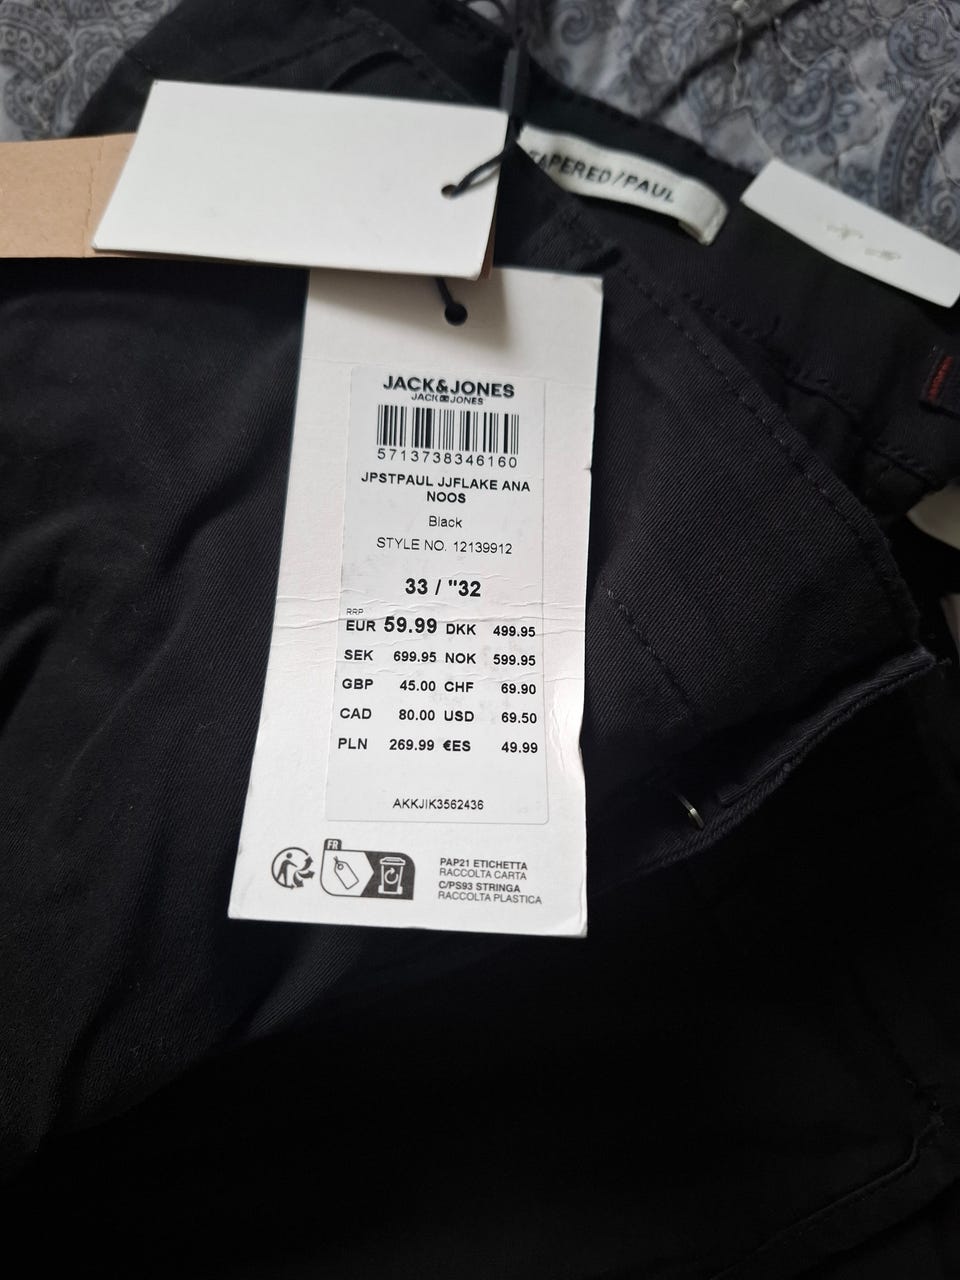 TAPERED/PAUL
JACK&JONES
JACK JONES
5713738346160
JPSTPAUL JJFLAKE ANA
NOOS
Black
STYLE NO. 12139912
33 / "32
RRP
EUR 59.99 DKK 499.95
SEK 699.95 NOK 599.95
GBP 45.00 CHF 69.90
CAD 80.00 USD 69.50
PLN 269.99 €ES 49.99
AKKJIK3562436
FR
PAP21 ETICHETTA
RACCOLTA CARTA
C/PS93 STRINGA
RACCOLTA PLASTICA